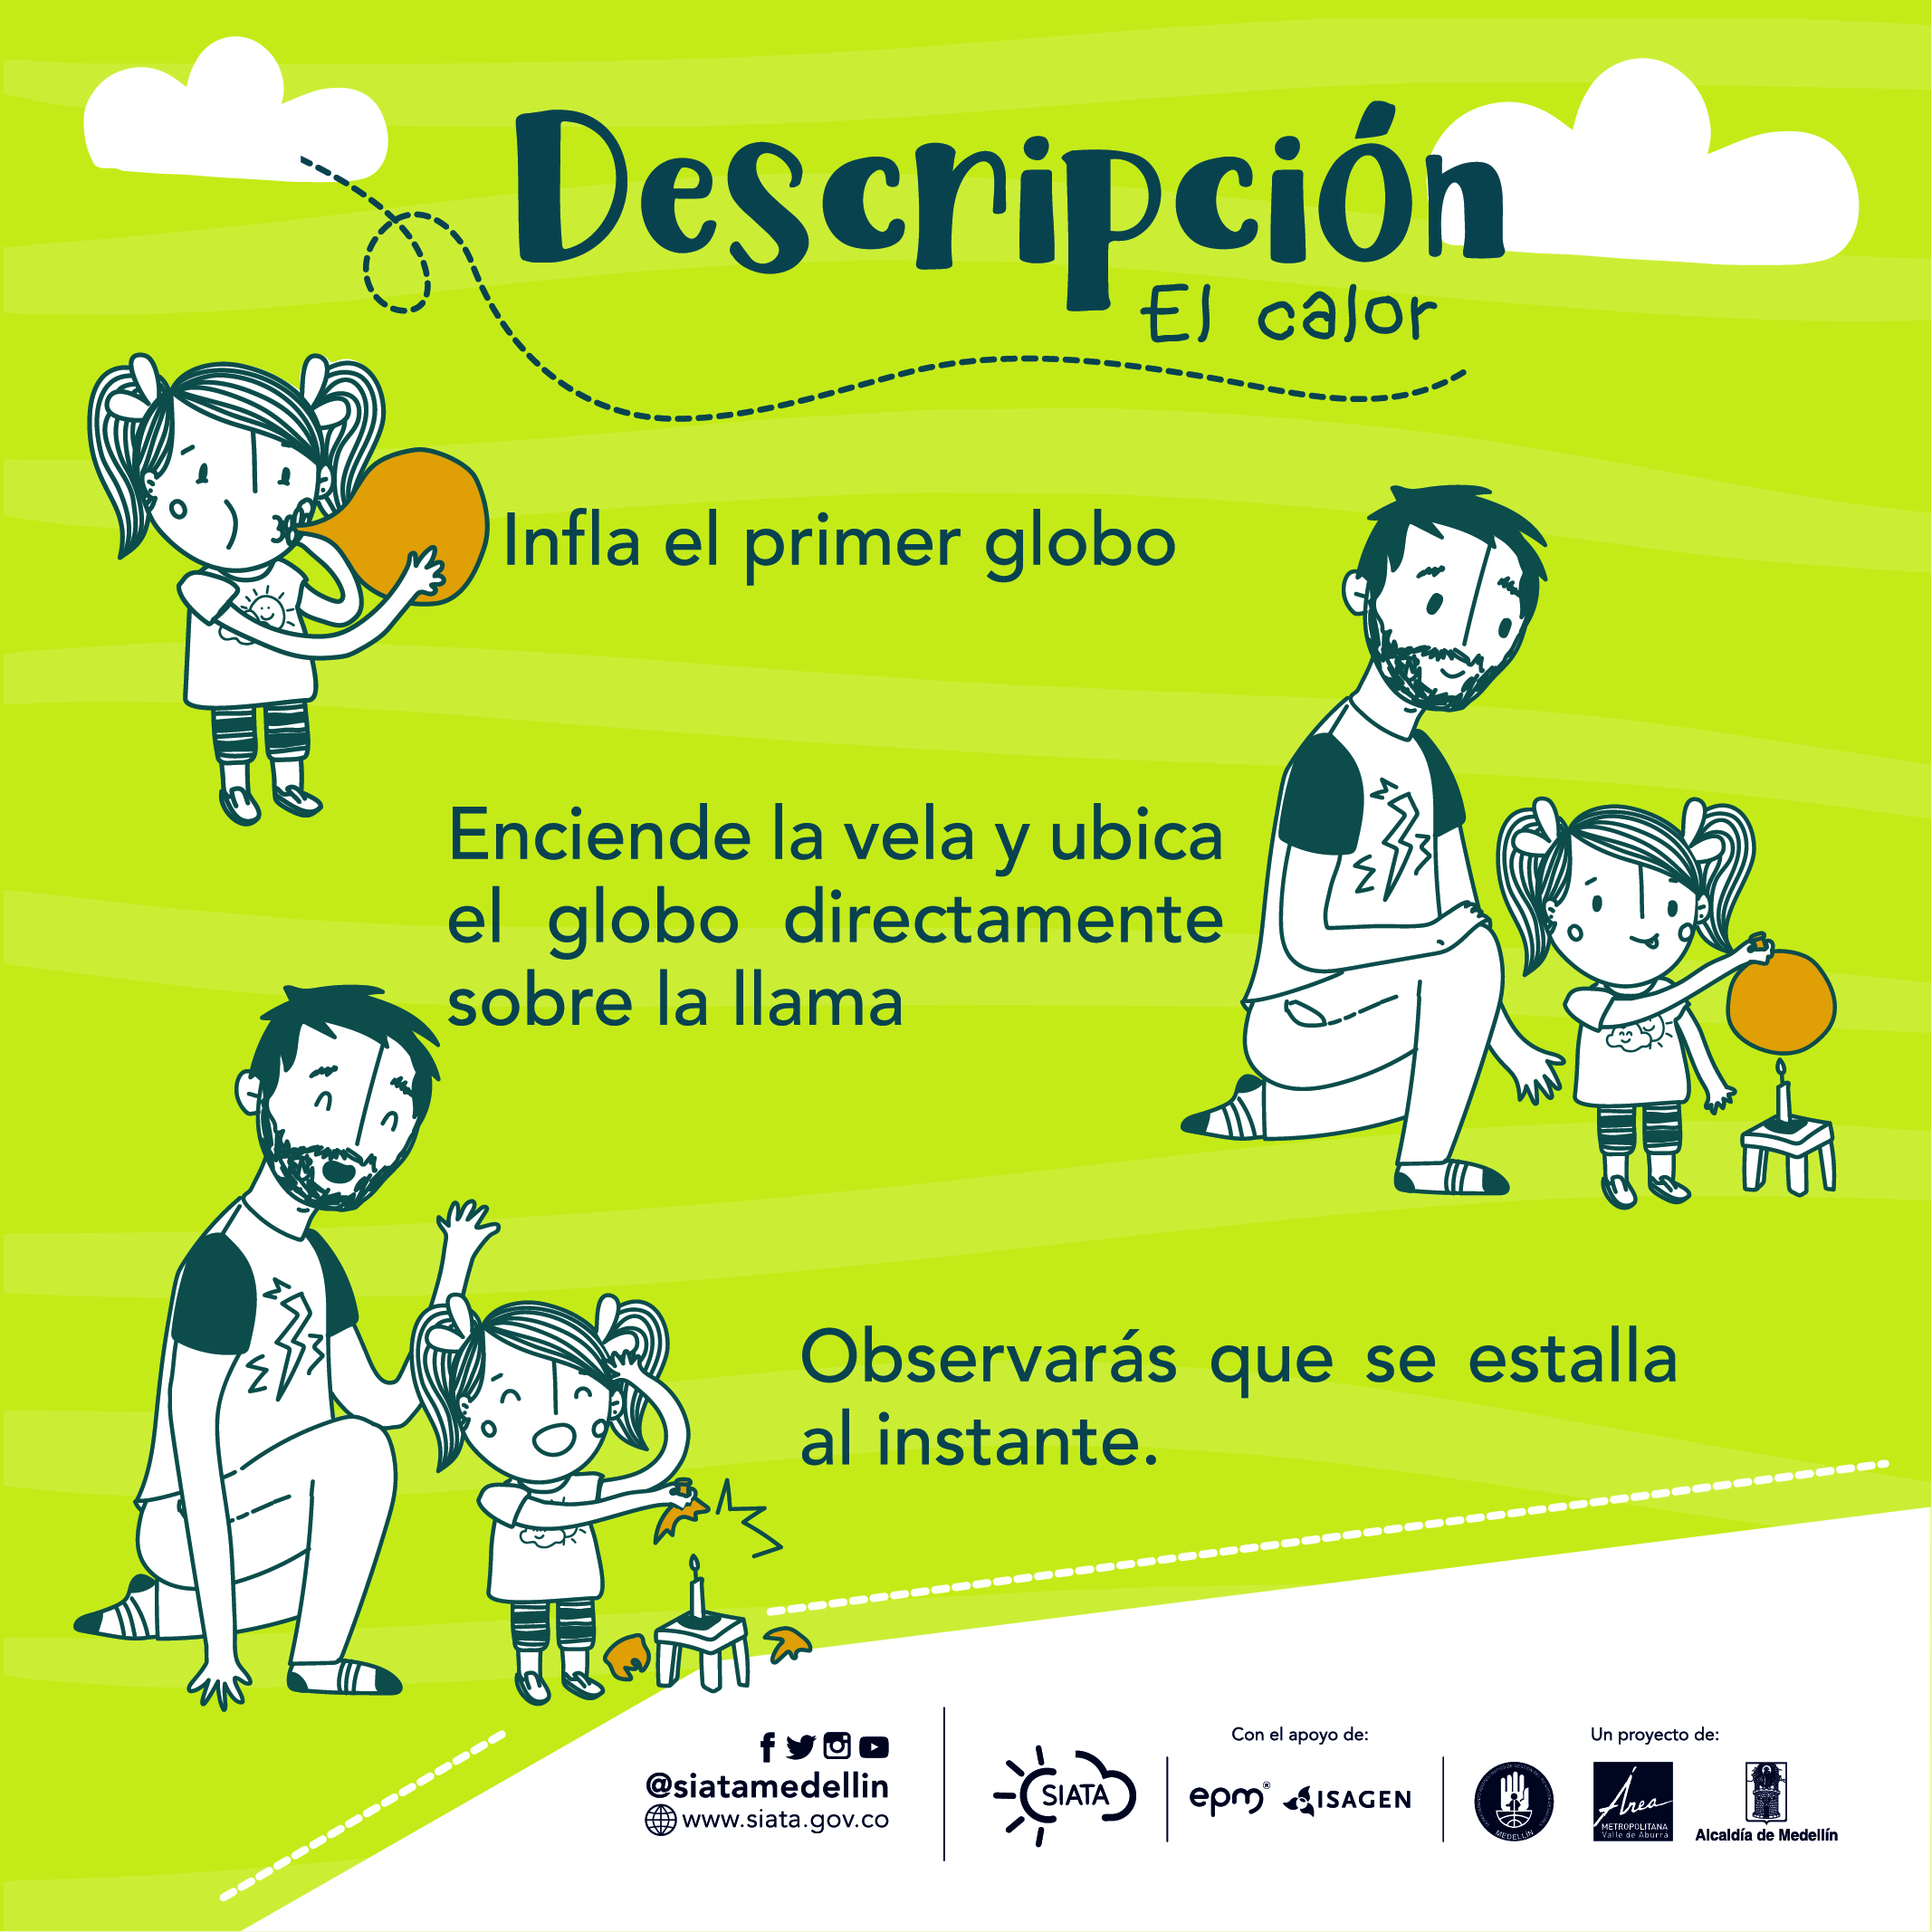 Descripción
El calor
Infla el primer globo
Enciende la vela y ubica
el globo directamente
sobre la llama
Observarás que se estalla
al instante.
@siatamedellin
www.siata.gov.co
SIATA
Con el apoyo de:
epm®
ISAGEN
MEDELLÍN
Un proyecto de:
Área
METROPOLITANA
Valle de Aburrá
Alcaldía de Medellín